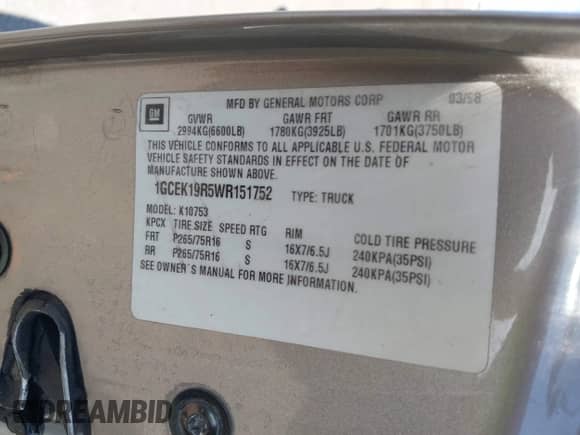 GM
MFD BY GENERAL MOTORS CORP 03/98
GVWR GAWR FRT GAWR RR
2994KG(6600LB) 1780KG(3925LB) 1701KG(3750LB)
THIS VEHICLE CONFORMS TO ALL APPLICABLE U.S. FEDERAL MOTOR
VEHICLE SAFETY STANDARDS IN EFFECT ON THE DATE OF
MANUFACTURE SHOWN ABOVE.
1GCEK19R5WR151752 TYPE: TRUCK
MODEL: K10753
KPCX TIRE SIZE SPEED RTG RIM COLD TIRE PRESSURE
FRT P265/75R16 S 16X7/6.5J 240KPA(35PSI)
RR P265/75R16 S 16X7/6.5J 240KPA(35PSI)
SEE OWNER'S MANUAL FOR MORE INFORMATION.
IDREAMBID